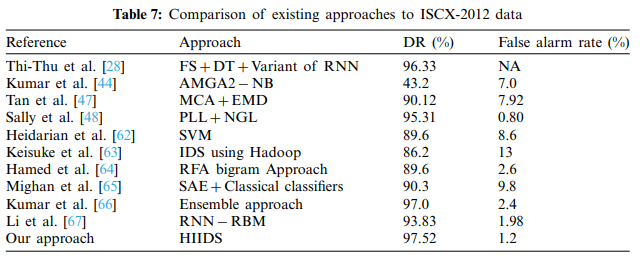 Table 7: Comparison of existing approaches to ISCX-2012 data
Reference Approach DR (%) False alarm rate (%)
Thi-Thu et al. [28] FS + DT + Variant of RNN 96.33 NA
Kumar et al. [44] AMGA2 – NB 43.2 7.0
Tan et al. [47] MCA + EMD 90.12 7.92
Sally et al. [48] PLL + NGL 95.31 0.80
Heidarian et al. [62] SVM 89.6 8.6
Keisuke et al. [63] IDS using Hadoop 86.2 13
Hamed et al. [64] RFA bigram Approach 89.6 2.6
Mighan et al. [65] SAE + Classical classifiers 90.3 9.8
Kumar et al. [66] Ensemble approach 97.0 2.4
Li et al. [67] RNN – RBM 93.83 1.98
Our approach HIIDS 97.52 1.2